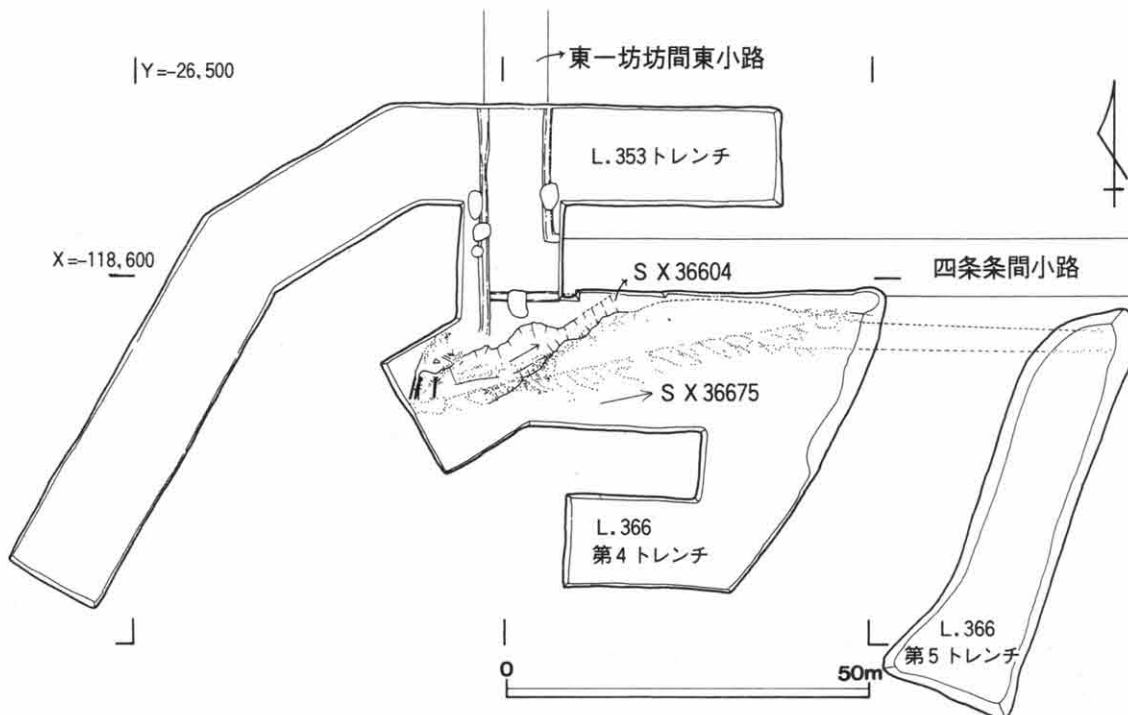 東一坊坊間東小路
Y=-26,500
L.353トレンチ
X=-118,600
四条条間小路
SX36604
SX36675
L.366
第4トレンチ
L.366
第5トレンチ
0
50m